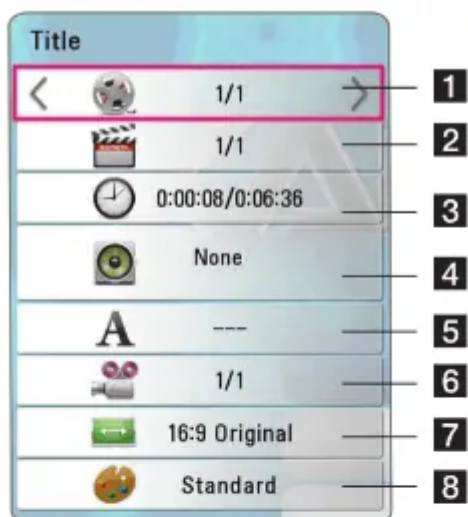 Title
1/1 1
1/1 2
0:00:08/0:06:36 3
None 4
A --- 5
1/1 6
16:9 Original 7
Standard 8